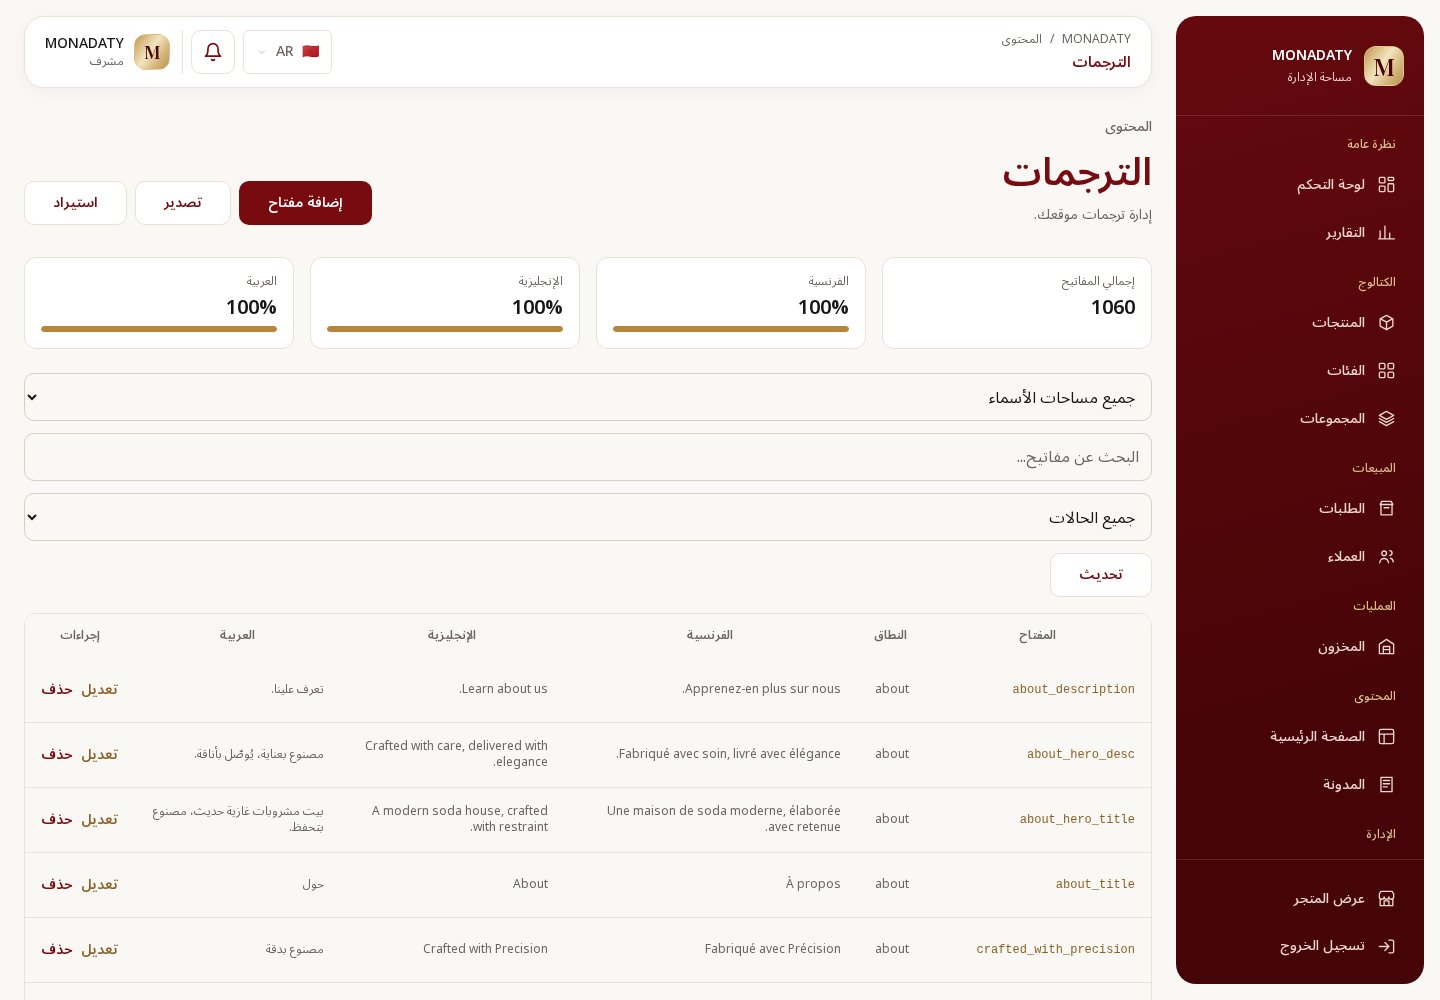 M
MONADATY
مساحة الإدارة
نظرة عامة
لوحة التحكم
التقارير
الكتالوج
المنتجات
الفئات
المجموعات
المبيعات
الطلبات
العملاء
العمليات
المخزون
المحتوى
الصفحة الرئيسية
المدونة
الإدارة
عرض المتجر
تسجيل الخروج
MONADATY / المحتوى
الترجمات
AR
M
MONADATY
مشرف
المحتوى
الترجمات
إدارة ترجمات موقعك.
إضافة مفتاح
تصدير
استيراد
إجمالي المفاتيح
1060
الفرنسية
100%
الإنجليزية
100%
العربية
100%
جميع مساحات الأسماء
البحث عن مفاتيح...
جميع الحالات
تحديث
المفتاح النطاق الفرنسية الإنجليزية العربية إجراءات
about_description about Apprenez-en plus sur nous. Learn about us. تعرف علينا. تعديل حذف
about_hero_desc about Fabriqué avec soin, livré avec élégance. Crafted with care, delivered with
elegance. مصنوع بعناية، يُوصّل بأناقة. تعديل حذف
about_hero_title about Une maison de soda moderne, élaborée
avec retenue. A modern soda house, crafted
with restraint. بيت مشروبات غازية حديث، مصنوع
بتحفظ. تعديل حذف
about_title about À propos About حول تعديل حذف
crafted_with_precision about Fabriqué avec Précision Crafted with Precision مصنوع بدقة تعديل حذف